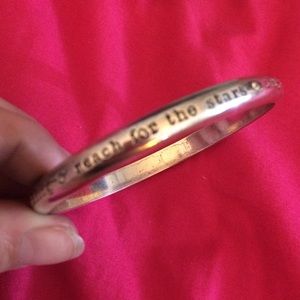 reach for the stars